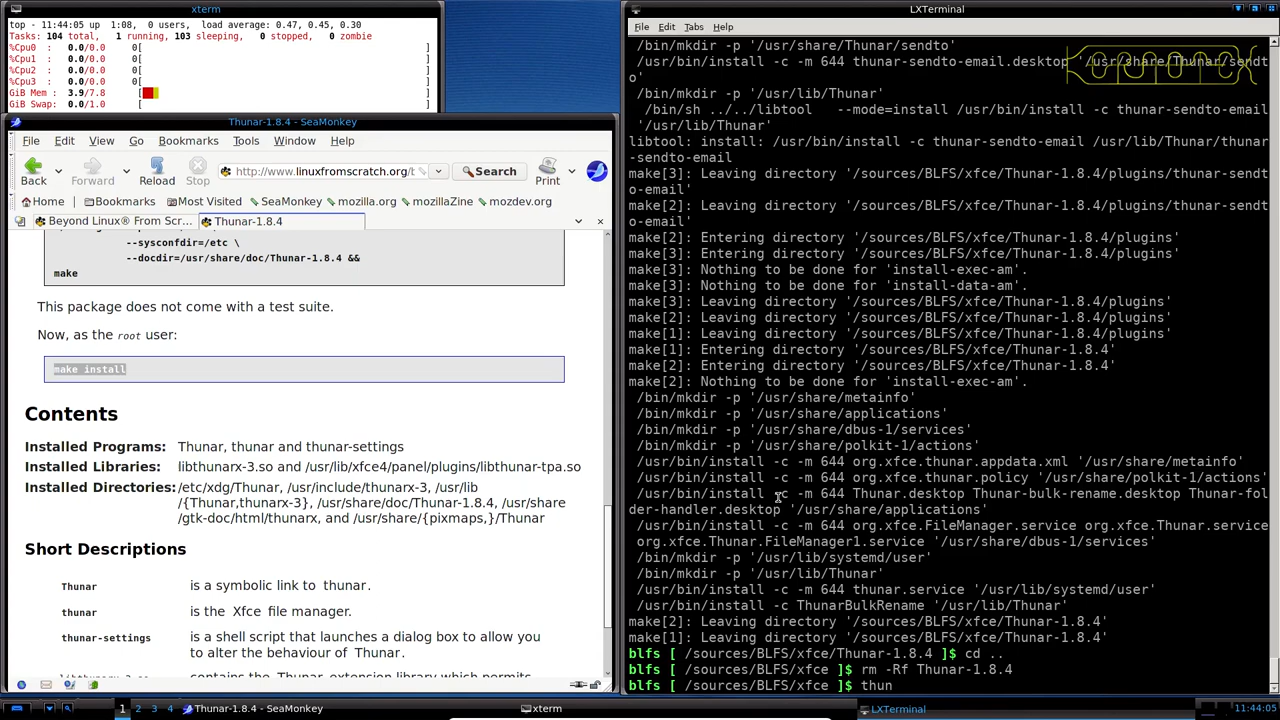 xterm
top - 11:44:05 up  1:08,  0 users,  load average: 0.47, 0.45, 0.30
Tasks: 104 total,   1 running, 103 sleeping,   0 stopped,   0 zombie
%Cpu0  :   0.0/0.0     0[                                        ]
%Cpu1  :   0.0/0.0     0[                                        ]
%Cpu2  :   0.0/0.0     0[                                        ]
%Cpu3  :   0.0/0.0     0[                                        ]
GiB Mem :  3.9/7.8      [                                        ]
GiB Swap:  0.0/1.0      [                                        ]
Thunar-1.8.4 - SeaMonkey
File Edit View Go Bookmarks Tools Window Help
Back Forward Reload Stop http://www.linuxfromscratch.org/b Search Print
Home Bookmarks Most Visited SeaMonkey mozilla.org mozillaZine mozdev.org
Beyond Linux® From Scr... Thunar-1.8.4
--sysconfdir=/etc \
--docdir=/usr/share/doc/Thunar-1.8.4 &&
make
This package does not come with a test suite.
Now, as the root user:
make install
Contents
Installed Programs: Thunar, thunar and thunar-settings
Installed Libraries: libthunarx-3.so and /usr/lib/xfce4/panel/plugins/libthunar-tpa.so
Installed Directories: /etc/xdg/Thunar, /usr/include/thunarx-3, /usr/lib
/{Thunar,thunarx-3}, /usr/share/doc/Thunar-1.8.4, /usr/share
/gtk-doc/html/thunarx, and /usr/share/{pixmaps,}/Thunar
Short Descriptions
Thunar is a symbolic link to thunar.
thunar is the Xfce file manager.
thunar-settings is a shell script that launches a dialog box to allow you
to alter the behaviour of Thunar.
contains the Thunar extension library which permits
LXTerminal
File Edit Tabs Help
/bin/mkdir -p '/usr/share/Thunar/sendto'
/usr/bin/install -c -m 644 thunar-sendto-email.desktop '/usr/share/Thunar/sendt
o'
/bin/mkdir -p '/usr/lib/Thunar'
/bin/sh ../../libtool   --mode=install /usr/bin/install -c thunar-sendto-email
'/usr/lib/Thunar'
libtool: install: /usr/bin/install -c thunar-sendto-email /usr/lib/Thunar/thunar
-sendto-email
make[3]: Leaving directory '/sources/BLFS/xfce/Thunar-1.8.4/plugins/thunar-sendt
o-email'
make[2]: Leaving directory '/sources/BLFS/xfce/Thunar-1.8.4/plugins/thunar-sendt
o-email'
make[2]: Entering directory '/sources/BLFS/xfce/Thunar-1.8.4/plugins'
make[3]: Entering directory '/sources/BLFS/xfce/Thunar-1.8.4/plugins'
make[3]: Nothing to be done for 'install-exec-am'.
make[3]: Nothing to be done for 'install-data-am'.
make[3]: Leaving directory '/sources/BLFS/xfce/Thunar-1.8.4/plugins'
make[2]: Leaving directory '/sources/BLFS/xfce/Thunar-1.8.4/plugins'
make[1]: Leaving directory '/sources/BLFS/xfce/Thunar-1.8.4/plugins'
make[1]: Entering directory '/sources/BLFS/xfce/Thunar-1.8.4'
make[2]: Entering directory '/sources/BLFS/xfce/Thunar-1.8.4'
make[2]: Nothing to be done for 'install-exec-am'.
/bin/mkdir -p '/usr/share/metainfo'
/bin/mkdir -p '/usr/share/applications'
/bin/mkdir -p '/usr/share/dbus-1/services'
/bin/mkdir -p '/usr/share/polkit-1/actions'
/usr/bin/install -c -m 644 org.xfce.thunar.appdata.xml '/usr/share/metainfo'
/usr/bin/install -c -m 644 org.xfce.thunar.policy '/usr/share/polkit-1/actions'
/usr/bin/install -c -m 644 Thunar.desktop Thunar-bulk-rename.desktop Thunar-fol
der-handler.desktop '/usr/share/applications'
/usr/bin/install -c -m 644 org.xfce.FileManager.service org.xfce.Thunar.service
org.xfce.Thunar.FileManager1.service '/usr/share/dbus-1/services'
/bin/mkdir -p '/usr/lib/systemd/user'
/bin/mkdir -p '/usr/lib/Thunar'
/usr/bin/install -c -m 644 thunar.service '/usr/lib/systemd/user'
/usr/bin/install -c ThunarBulkRename '/usr/lib/Thunar'
make[2]: Leaving directory '/sources/BLFS/xfce/Thunar-1.8.4'
make[1]: Leaving directory '/sources/BLFS/xfce/Thunar-1.8.4'
blfs [ /sources/BLFS/xfce/Thunar-1.8.4 ]$ cd ..
blfs [ /sources/BLFS/xfce ]$ rm -Rf Thunar-1.8.4
blfs [ /sources/BLFS/xfce ]$ thun
1 2 3 4 Thunar-1.8.4 - SeaMonkey xterm LXTerminal 11:44:05